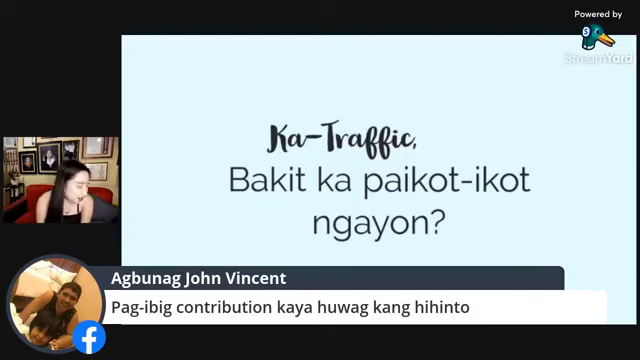 Powered by
StreamYard
Ka-Traffic,
Bakit ka paikot-ikot
ngayon?
Agbunag John Vincent
Pag-ibig contribution kaya huwag kang hihinto